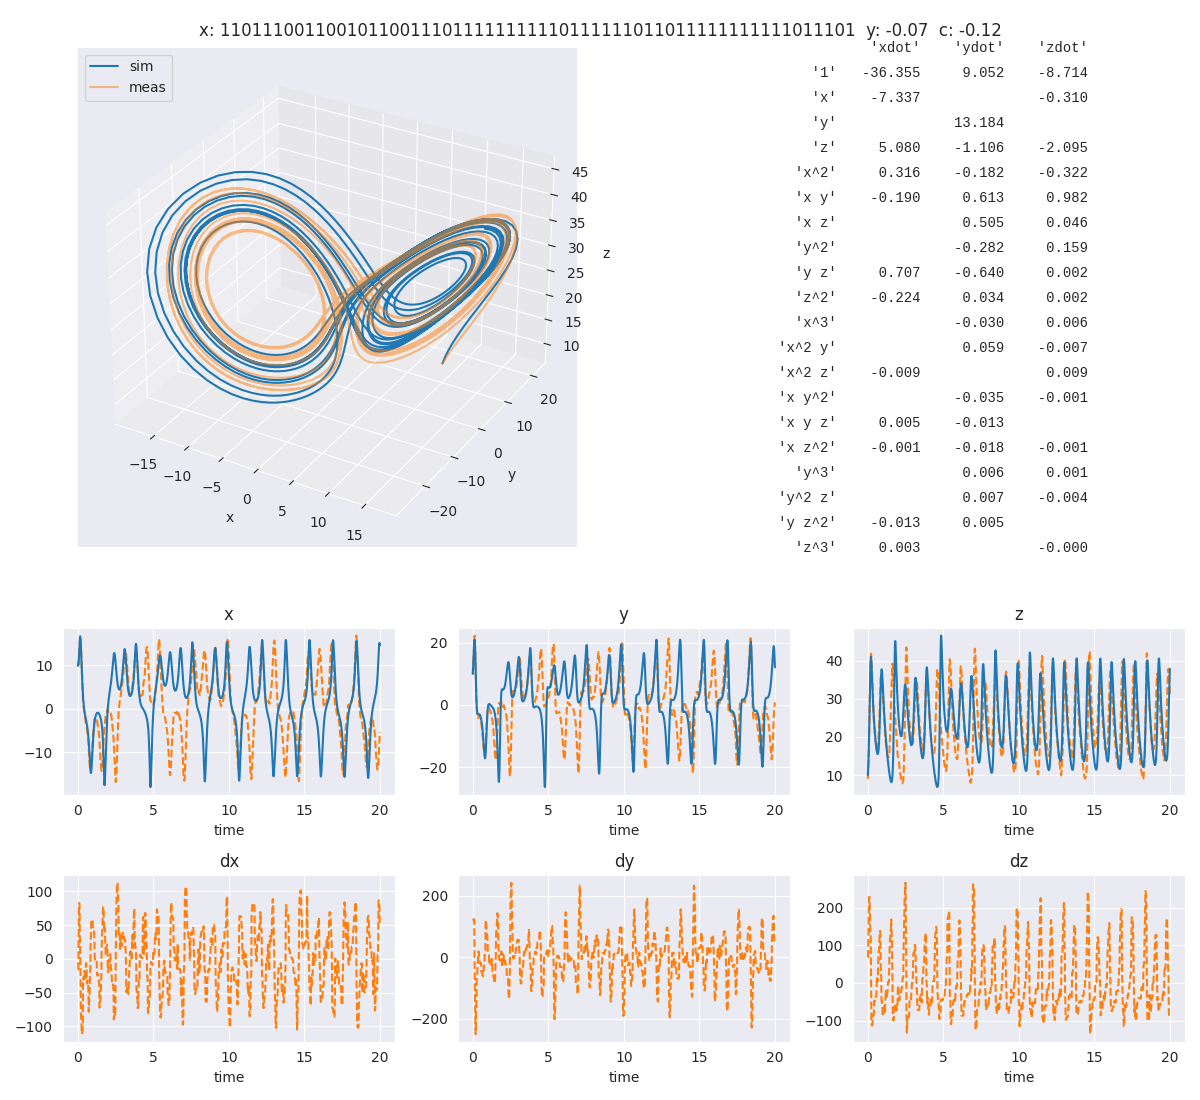 x: 110111001100101100111011111111110111111011011111111111011101  y: -0.07  c: -0.12
sim
meas
45
40
35
30
25
20
15
10
z
20
10
0
−10
−20
y
−15
−10
−5
0
5
10
15
x
'xdot' 'ydot' 'zdot'
'1' -36.355 9.052 -8.714
'x' -7.337 -0.310
'y' 13.184
'z' 5.080 -1.106 -2.095
'x^2' 0.316 -0.182 -0.322
'x y' -0.190 0.613 0.982
'x z' 0.505 0.046
'y^2' -0.282 0.159
'y z' 0.707 -0.640 0.002
'z^2' -0.224 0.034 0.002
'x^3' -0.030 0.006
'x^2 y' 0.059 -0.007
'x^2 z' -0.009 0.009
'x y^2' -0.035 -0.001
'x y z' 0.005 -0.013
'x z^2' -0.001 -0.018 -0.001
'y^3' 0.006 0.001
'y^2 z' 0.007 -0.004
'y z^2' -0.013 0.005
'z^3' 0.003 -0.000
x
10
0
−10
0 5 10 15 20
time
y
20
0
−20
0 5 10 15 20
time
z
40
30
20
10
0 5 10 15 20
time
dx
100
50
0
−50
−100
0 5 10 15 20
time
dy
200
0
−200
0 5 10 15 20
time
dz
200
100
0
−100
0 5 10 15 20
time